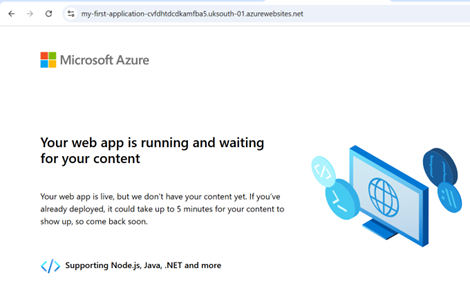 my-first-application-cvfdhtdcdkamfba5.uksouth-01.azurewebsites.net
Microsoft Azure
Your web app is running and waiting
for your content
Your web app is live, but we don't have your content yet. If you've
already deployed, it could take up to 5 minutes for your content to
show up, so come back soon.
Supporting Node.js, Java, .NET and more